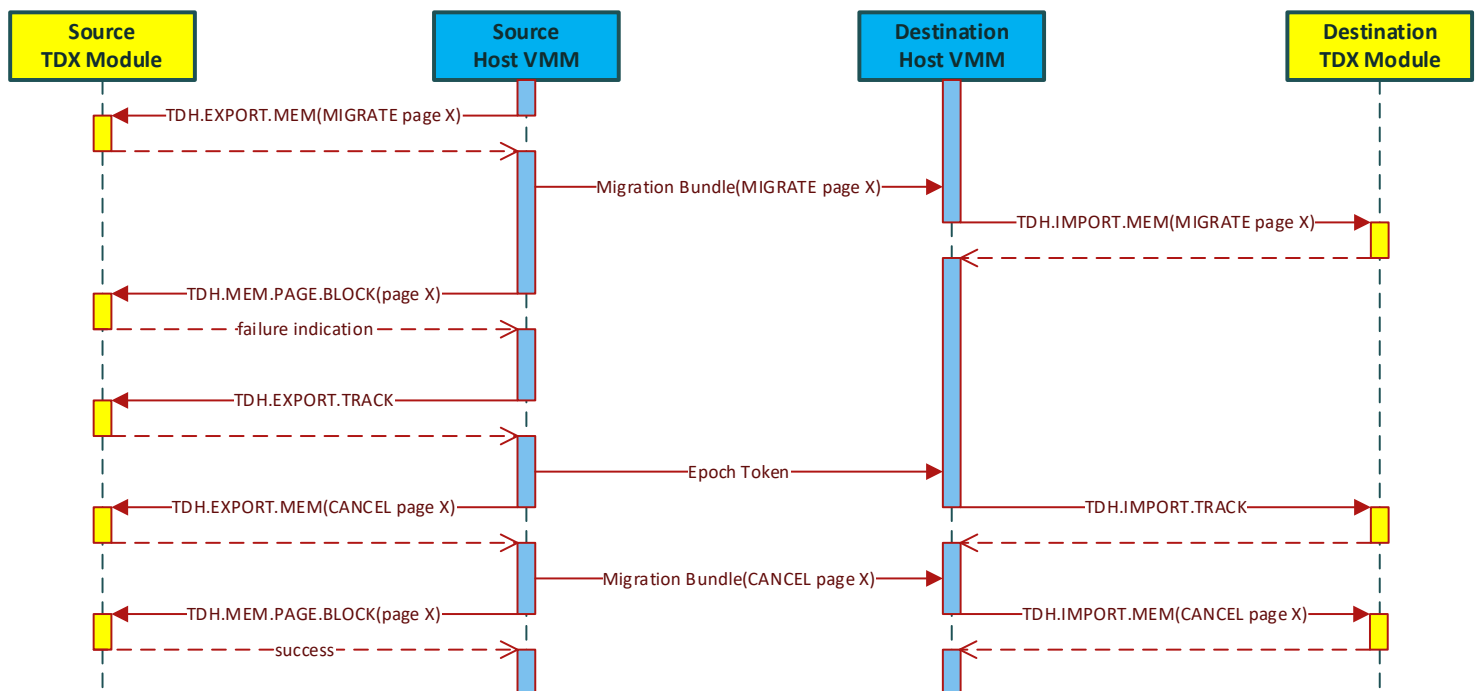 Source
TDX Module
Source
Host VMM
Destination
Host VMM
Destination
TDX Module
TDH.EXPORT.MEM(MIGRATE page X)
Migration Bundle(MIGRATE page X)
TDH.IMPORT.MEM(MIGRATE page X)
TDH.MEM.PAGE.BLOCK(page X)
failure indication
TDH.EXPORT.TRACK
Epoch Token
TDH.EXPORT.MEM(CANCEL page X)
TDH.IMPORT.TRACK
Migration Bundle(CANCEL page X)
TDH.MEM.PAGE.BLOCK(page X)
TDH.IMPORT.MEM(CANCEL page X)
success